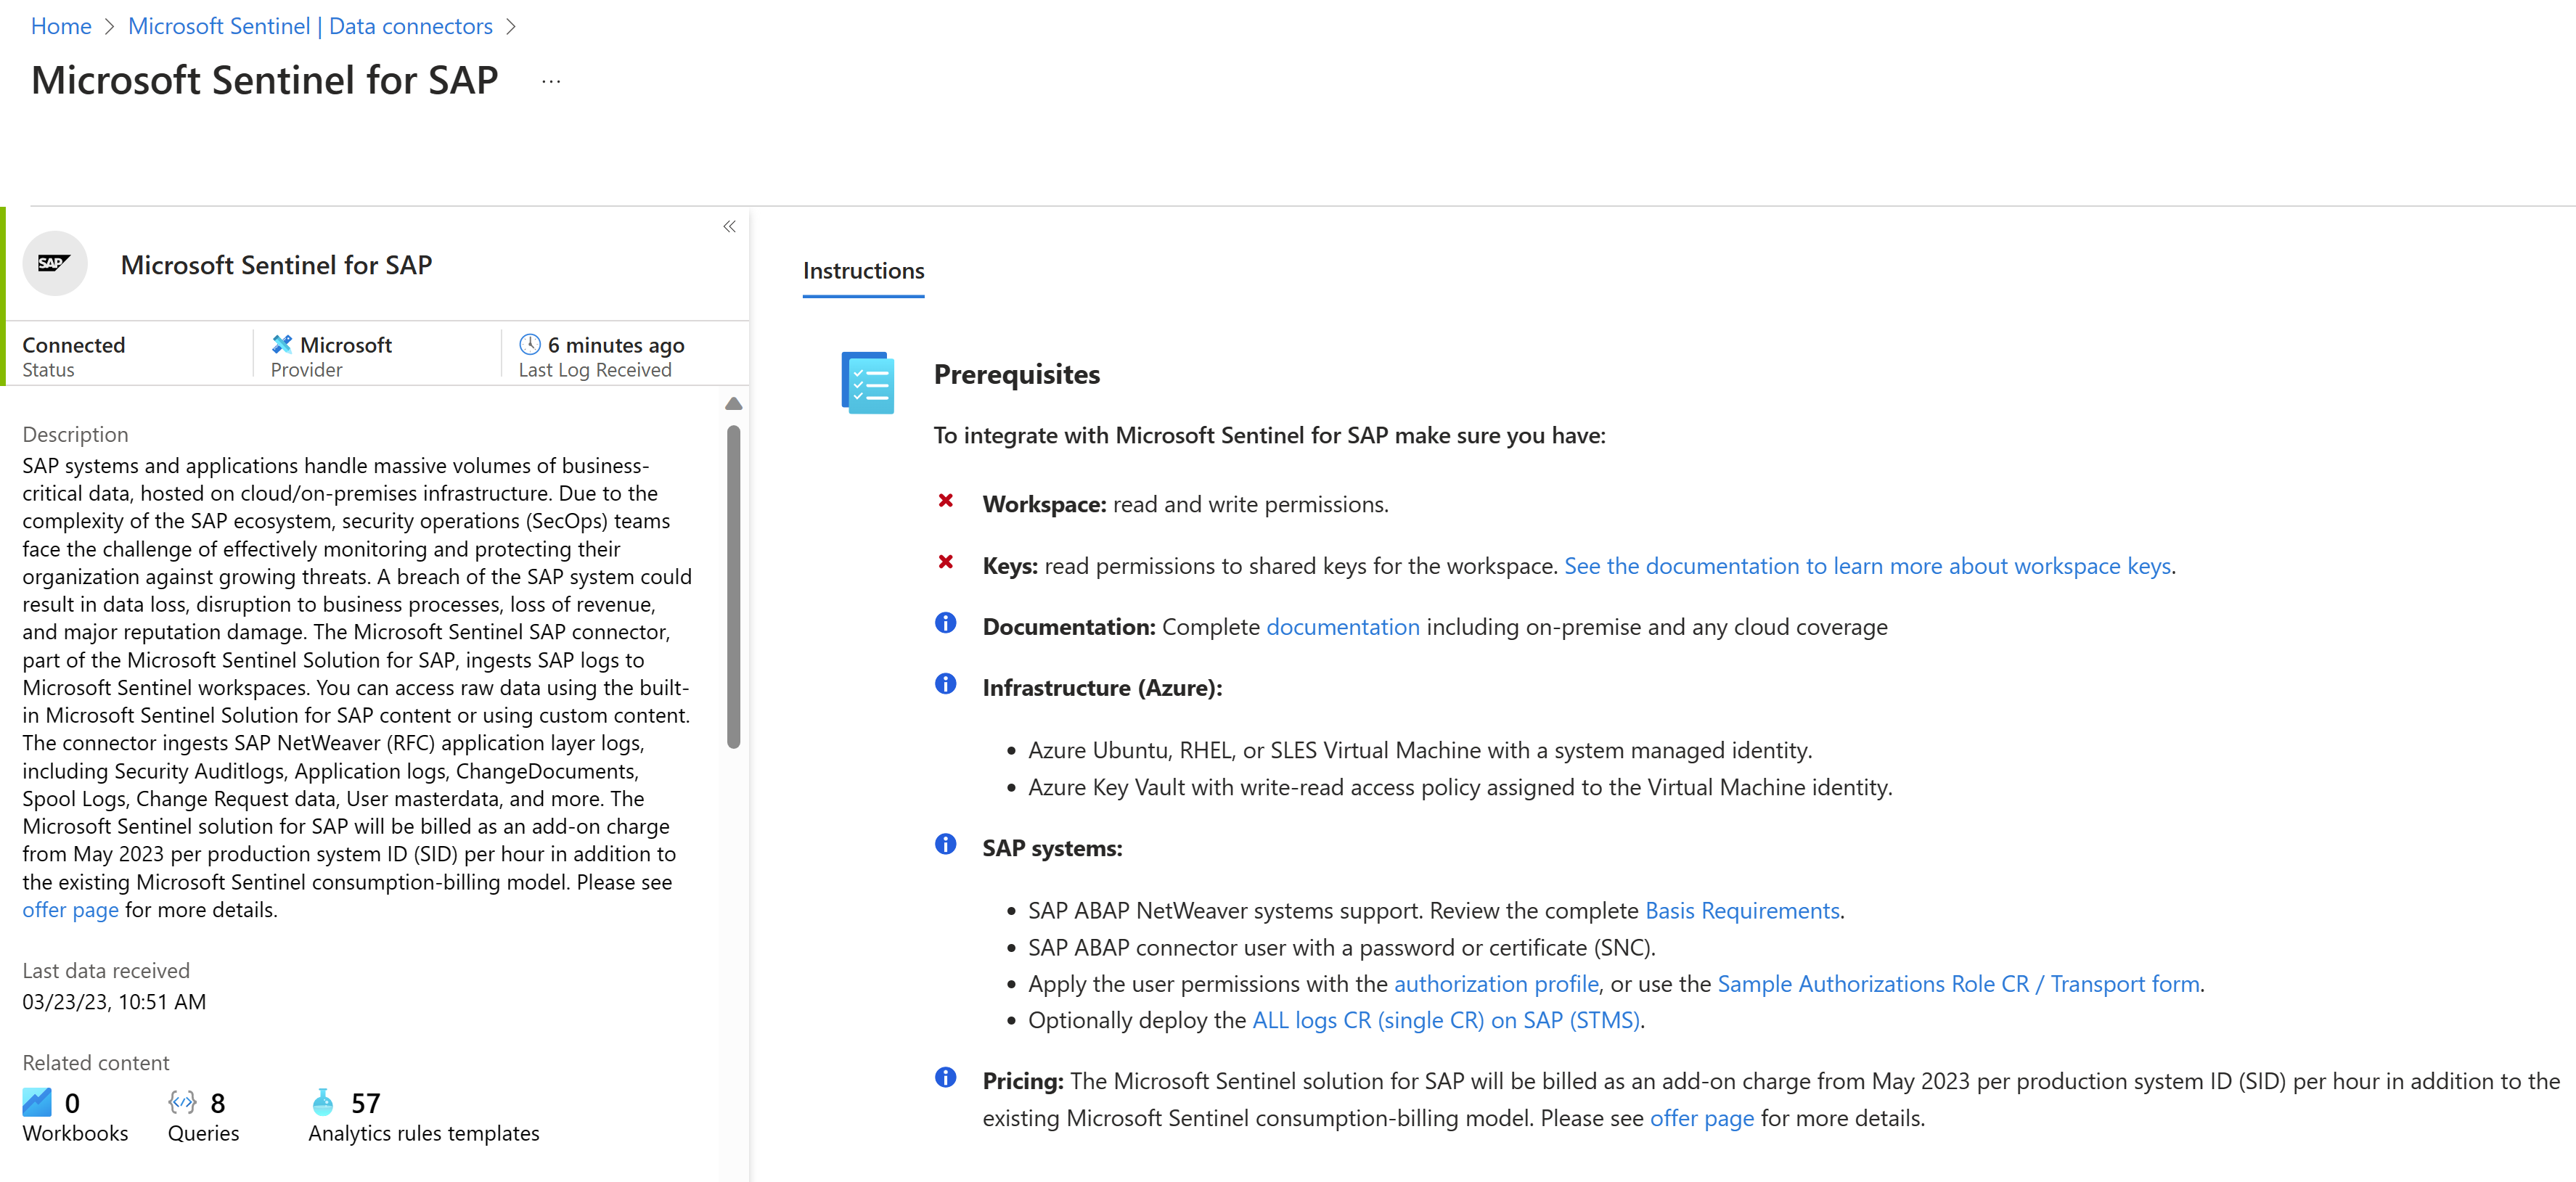 Home > Microsoft Sentinel | Data connectors >
Microsoft Sentinel for SAP ...
SAP
Microsoft Sentinel for SAP
Connected
Status
Microsoft
Provider
6 minutes ago
Last Log Received
Description
SAP systems and applications handle massive volumes of business-
critical data, hosted on cloud/on-premises infrastructure. Due to the
complexity of the SAP ecosystem, security operations (SecOps) teams
face the challenge of effectively monitoring and protecting their
organization against growing threats. A breach of the SAP system could
result in data loss, disruption to business processes, loss of revenue,
and major reputation damage. The Microsoft Sentinel SAP connector,
part of the Microsoft Sentinel Solution for SAP, ingests SAP logs to
Microsoft Sentinel workspaces. You can access raw data using the built-
in Microsoft Sentinel Solution for SAP content or using custom content.
The connector ingests SAP NetWeaver (RFC) application layer logs,
including Security Auditlogs, Application logs, ChangeDocuments,
Spool Logs, Change Request data, User masterdata, and more. The
Microsoft Sentinel solution for SAP will be billed as an add-on charge
from May 2023 per production system ID (SID) per hour in addition to
the existing Microsoft Sentinel consumption-billing model. Please see
offer page for more details.
Last data received
03/23/23, 10:51 AM
Related content
0
Workbooks
8
Queries
57
Analytics rules templates
Instructions
Prerequisites
To integrate with Microsoft Sentinel for SAP make sure you have:
Workspace: read and write permissions.
Keys: read permissions to shared keys for the workspace. See the documentation to learn more about workspace keys.
Documentation: Complete documentation including on-premise and any cloud coverage
Infrastructure (Azure):
• Azure Ubuntu, RHEL, or SLES Virtual Machine with a system managed identity.
• Azure Key Vault with write-read access policy assigned to the Virtual Machine identity.
SAP systems:
• SAP ABAP NetWeaver systems support. Review the complete Basis Requirements.
• SAP ABAP connector user with a password or certificate (SNC).
• Apply the user permissions with the authorization profile, or use the Sample Authorizations Role CR / Transport form.
• Optionally deploy the ALL logs CR (single CR) on SAP (STMS).
Pricing: The Microsoft Sentinel solution for SAP will be billed as an add-on charge from May 2023 per production system ID (SID) per hour in addition to the
existing Microsoft Sentinel consumption-billing model. Please see offer page for more details.